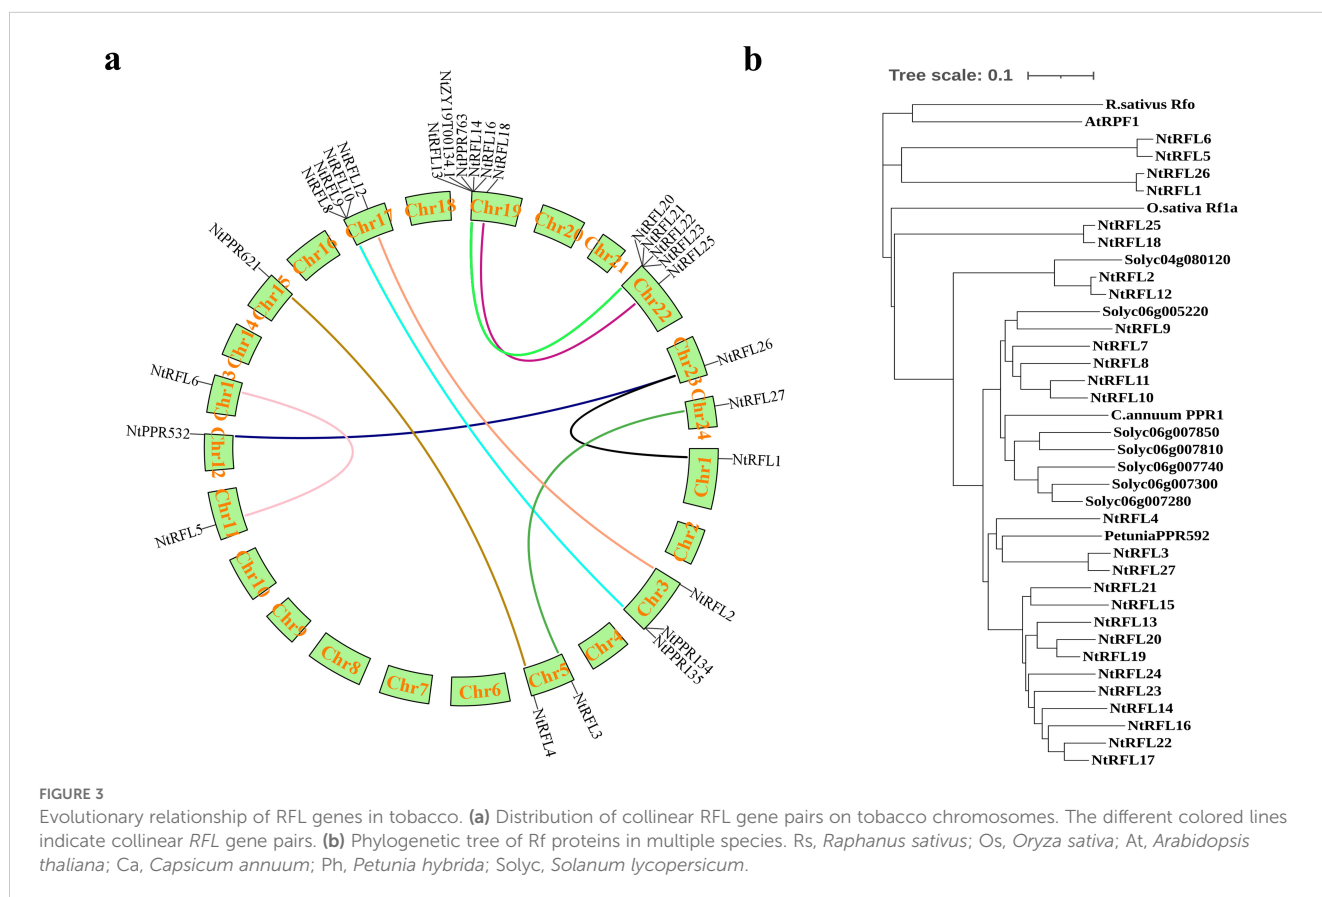 a
b
Tree scale: 0.1
NtRFL13
NtZY19T00134.1
NtPPR763
NtRFL14
NtRFL16
NtRFL18
NtRFL8
NtRFL9
NtRFL10
NtRFL12
NtPPR621
NtRFL6
NtPPR532
NtRFL5
NtRFL20
NtRFL21
NtRFL22
NtRFL23
NtRFL25
NtRFL26
NtRFL27
NtRFL1
NtRFL2
NtPPR134
NtPPR135
NtRFL3
NtRFL4
Chr1
Chr2
Chr3
Chr4
Chr5
Chr6
Chr7
Chr8
Chr9
Chr10
Chr11
Chr12
Chr13
Chr14
Chr15
Chr16
Chr17
Chr18
Chr19
Chr20
Chr21
Chr22
Chr23
Chr24
R.sativus Rfo
AtRPF1
NtRFL6
NtRFL5
NtRFL26
NtRFL1
O.sativa Rf1a
NtRFL25
NtRFL18
Solyc04g080120
NtRFL2
NtRFL12
Solyc06g005220
NtRFL9
NtRFL7
NtRFL8
NtRFL11
NtRFL10
C.annuum PPR1
Solyc06g007850
Solyc06g007810
Solyc06g007740
Solyc06g007300
Solyc06g007280
NtRFL4
PetuniaPPR592
NtRFL3
NtRFL27
NtRFL21
NtRFL15
NtRFL13
NtRFL20
NtRFL19
NtRFL24
NtRFL23
NtRFL14
NtRFL16
NtRFL22
NtRFL17
FIGURE 3
Evolutionary relationship of RFL genes in tobacco. (a) Distribution of collinear RFL gene pairs on tobacco chromosomes. The different colored lines
indicate collinear RFL gene pairs. (b) Phylogenetic tree of Rf proteins in multiple species. Rs, Raphanus sativus; Os, Oryza sativa; At, Arabidopsis
thaliana; Ca, Capsicum annuum; Ph, Petunia hybrida; Solyc, Solanum lycopersicum.